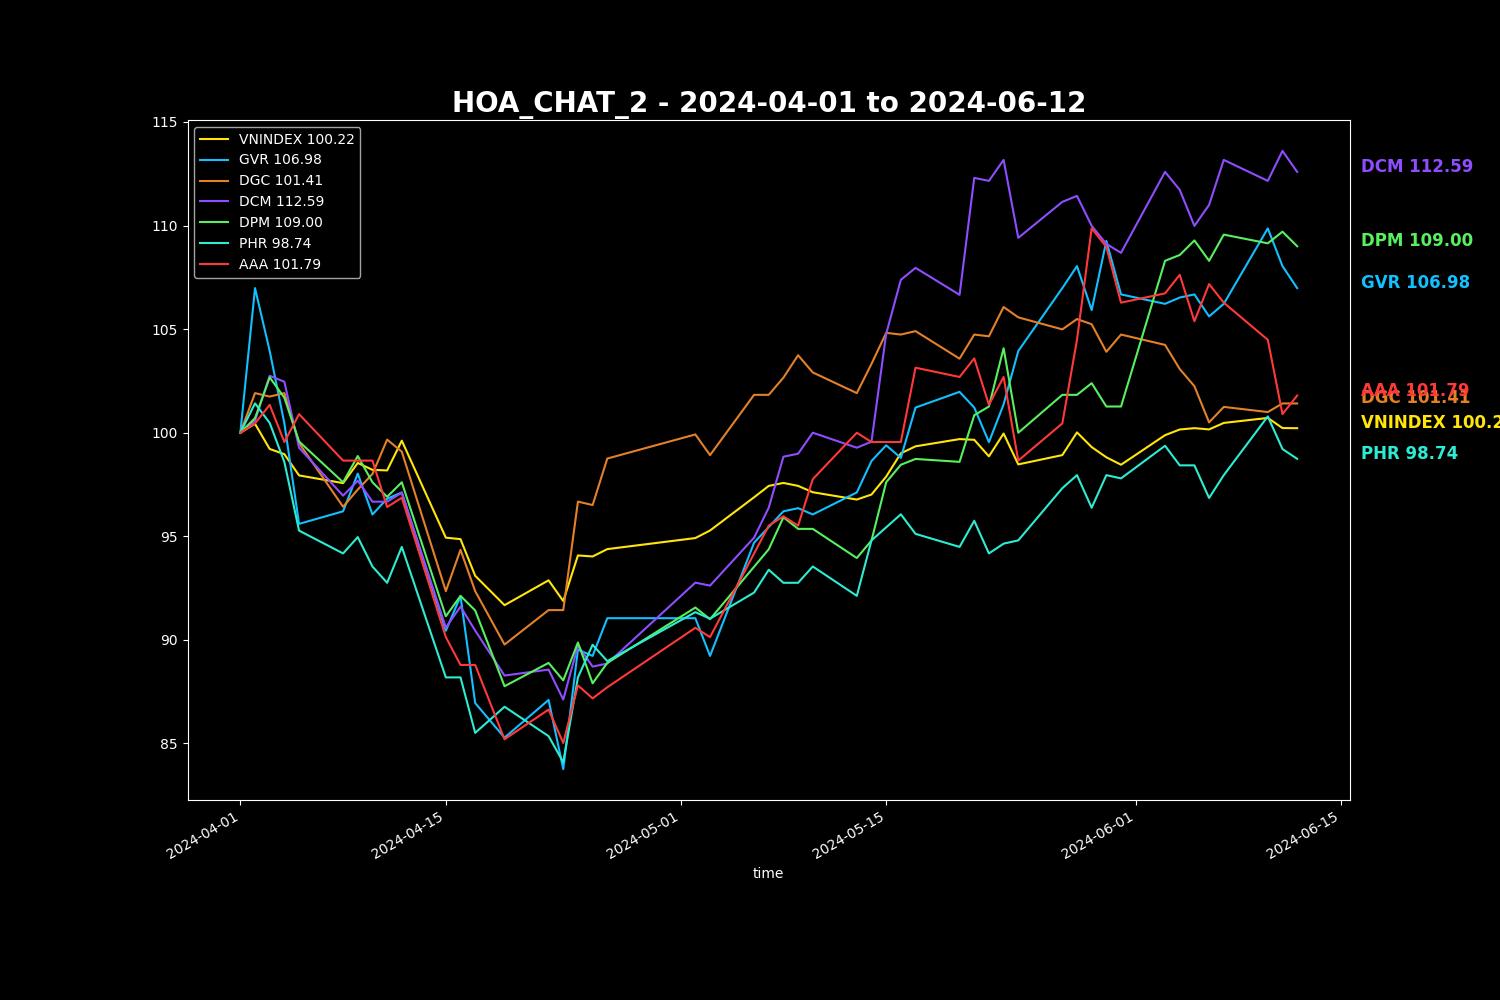 HOA_CHAT_2 - 2024-04-01 to 2024-06-12
115
110
105
100
95
90
85
VNINDEX 100.22
GVR 106.98
DGC 101.41
DCM 112.59
DPM 109.00
PHR 98.74
AAA 101.79
DCM 112.59
DPM 109.00
GVR 106.98
AAA 101.79
DGC 101.41
VNINDEX 100.2
PHR 98.74
2024-04-01
2024-04-15
2024-05-01
2024-05-15
2024-06-01
2024-06-15
time